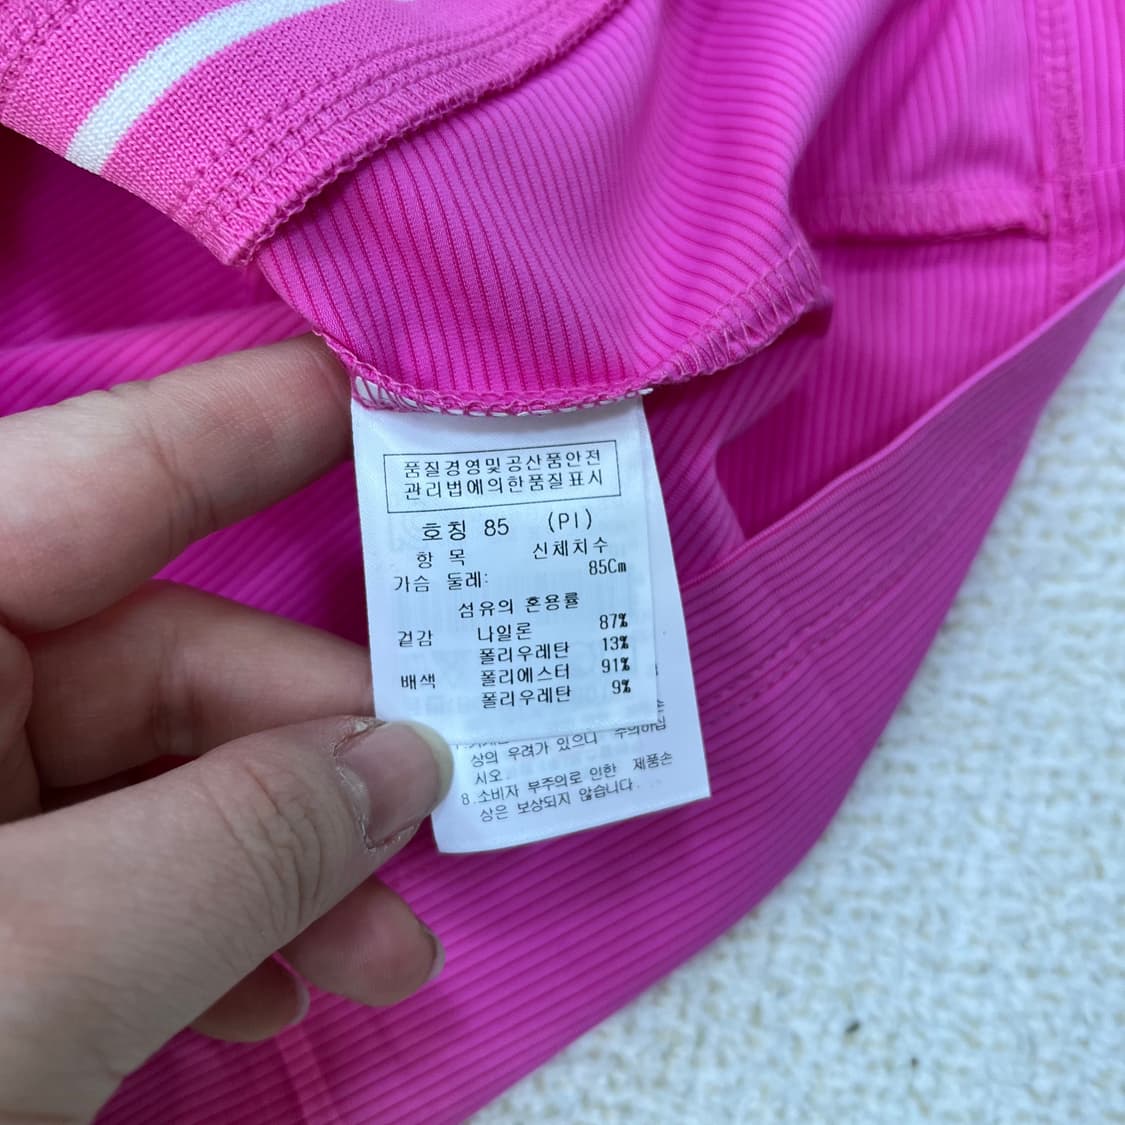 품질경영및공산품안전
관리법에의한품질표시
호칭 85 (PI)
항 목 신체치수
가슴 둘레: 85Cm
섬유의 혼용률
겉감 나일론 87%
폴리우레탄 13%
배색 폴리에스터 91%
폴리우레탄 9%
상의 우려가 있으니 주의하십
시오.
8.소비자 부주의로 인한 제품손
상은 보상되지 않습니다.